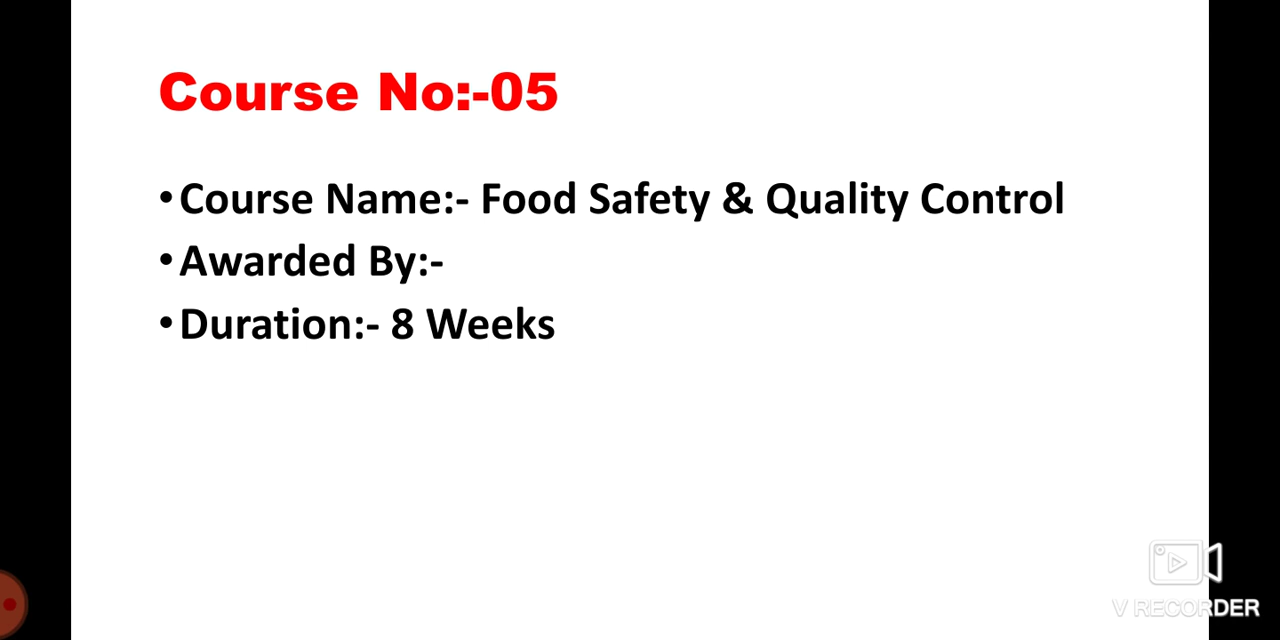 Course No:-05
•Course Name:- Food Safety & Quality Control
•Awarded By:-
•Duration:- 8 Weeks
V RECORDER